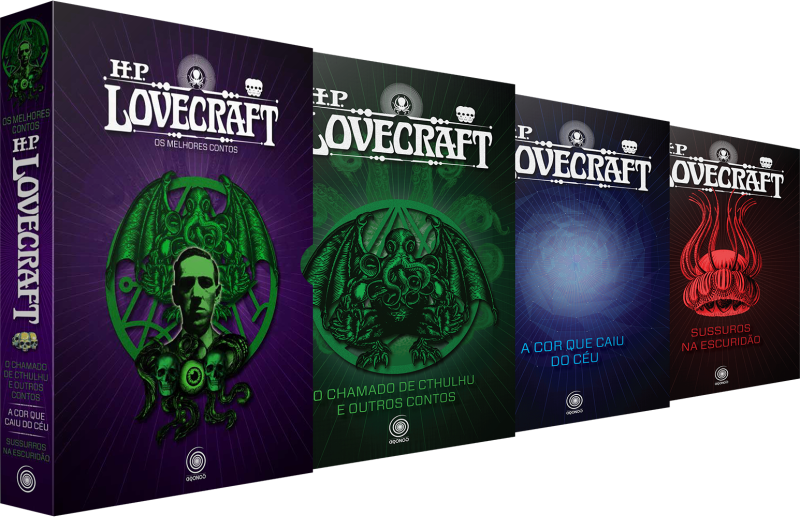 OS MELHORES
CONTOS
H.P.
LOVECRAFT
O CHAMADO
DE CTHULHU
E OUTROS
CONTOS
A COR QUE
CAIU DO CÉU
SUSSURROS
NA ESCURIDÃO
H.P.
LOVECRAFT
OS MELHORES CONTOS
H.P.
LOVECRAFT
O CHAMADO DE CTHULHU
E OUTROS CONTOS
H.P.
LOVECRAFT
A COR QUE CAIU
DO CÉU
H.P.
LOVECRAFT
SUSSUROS
NA ESCURIDÃO